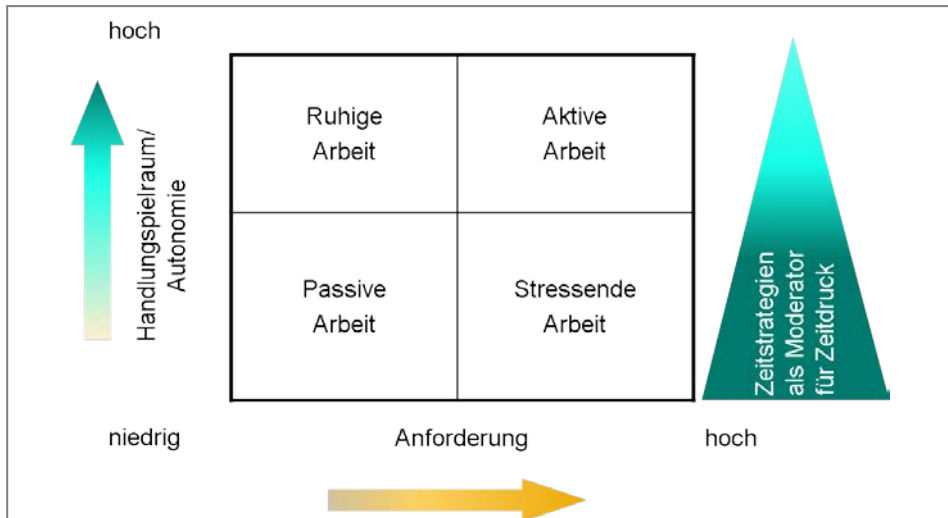 hoch
Handlungspielraum/
Autonomie
Ruhige
Arbeit
Aktive
Arbeit
Passive
Arbeit
Stressende
Arbeit
Zeitstrategien
als Moderator
für Zeitdruck
niedrig
Anforderung
hoch